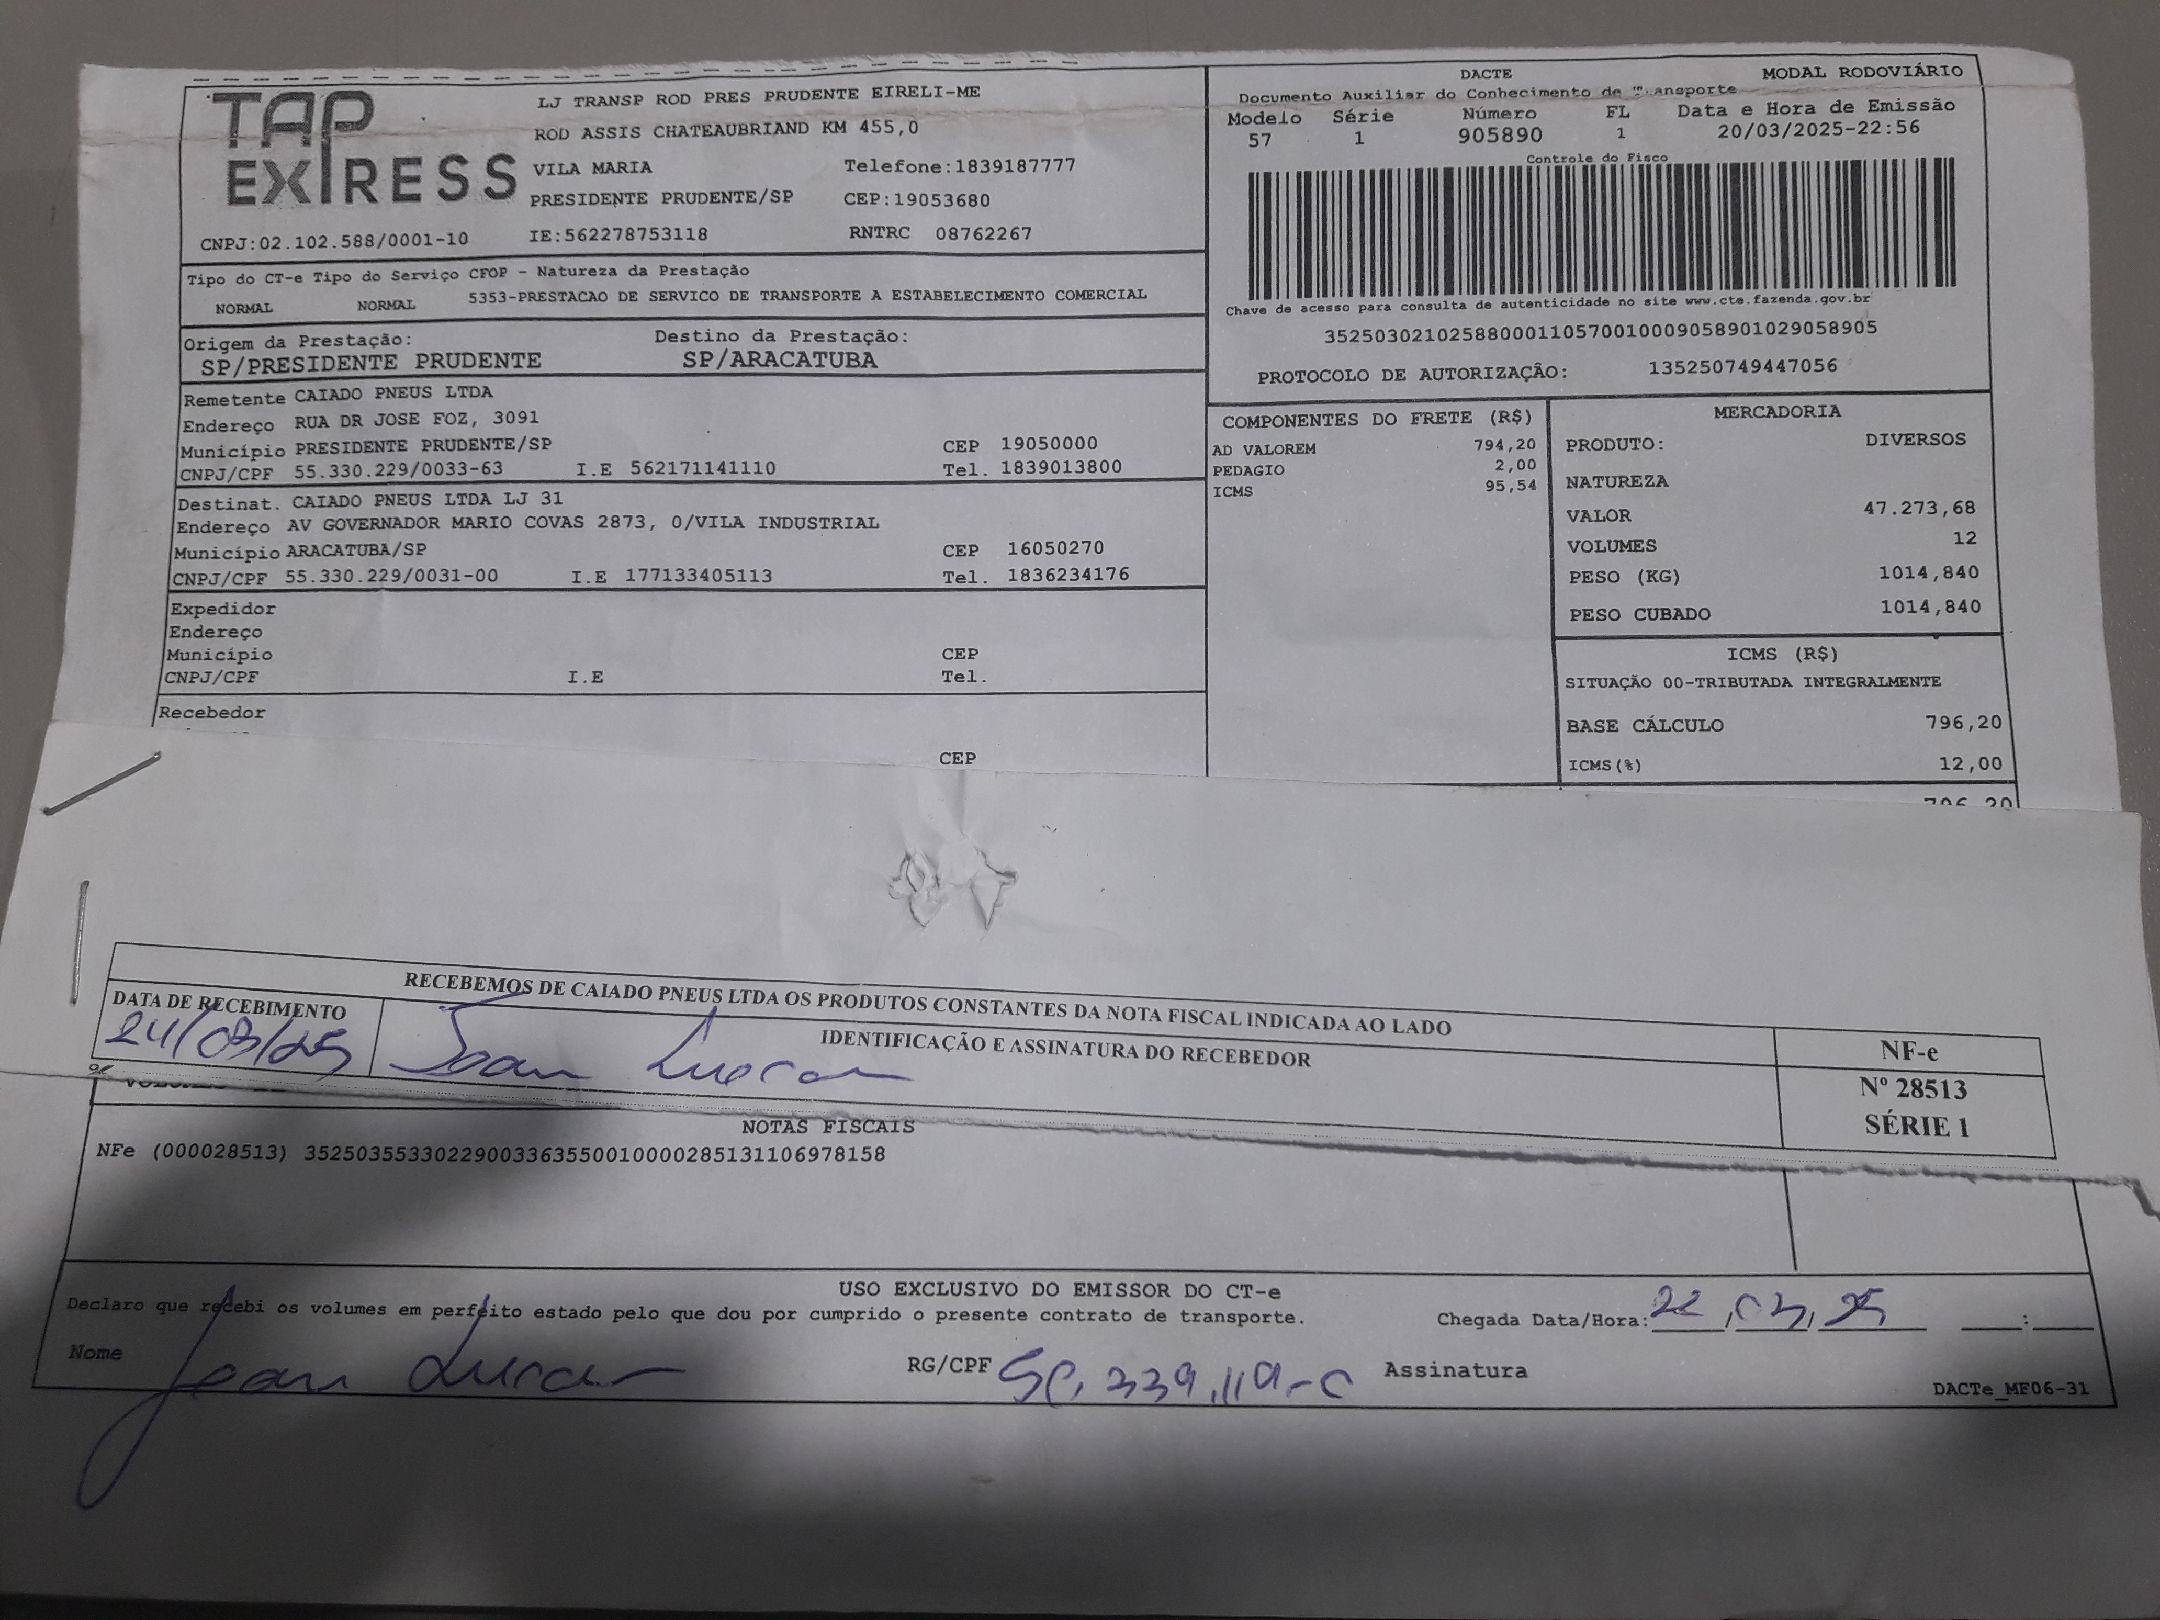 TAP EXPRESS
LJ TRANSP ROD PRES PRUDENTE EIRELI-ME
ROD ASSIS CHATEAUBRIAND KM 455,0
VILA MARIA Telefone:1839187777
PRESIDENTE PRUDENTE/SP CEP:19053680
CNPJ:02.102.588/0001-10 IE:562278753118 RNTRC 08762267
DACTE MODAL RODOVIÁRIO
Documento Auxiliar do Conhecimento de Transporte
Modelo Série Número FL Data e Hora de Emissão
57 1 905890 1 20/03/2025-22:56
Controle do Fisco
Chave de acesso para consulta de autenticidade no site www.cte.fazenda.gov.br
35250302102588000110570010009058901029058905
PROTOCOLO DE AUTORIZAÇÃO: 135250749447056
Tipo do CT-e Tipo do Serviço CFOP - Natureza da Prestação
NORMAL NORMAL 5353-PRESTACAO DE SERVICO DE TRANSPORTE A ESTABELECIMENTO COMERCIAL
Origem da Prestação: Destino da Prestação:
SP/PRESIDENTE PRUDENTE SP/ARACATUBA
Remetente CAIADO PNEUS LTDA
Endereço RUA DR JOSE FOZ, 3091
Município PRESIDENTE PRUDENTE/SP CEP 19050000
CNPJ/CPF 55.330.229/0033-63 I.E 562171141110 Tel. 1839013800
Destinat. CAIADO PNEUS LTDA LJ 31
Endereço AV GOVERNADOR MARIO COVAS 2873, 0/VILA INDUSTRIAL
Município ARACATUBA/SP CEP 16050270
CNPJ/CPF 55.330.229/0031-00 I.E 177133405113 Tel. 1836234176
Expedidor
Endereço
Município CEP
CNPJ/CPF I.E Tel.
Recebedor
CEP
COMPONENTES DO FRETE (R$)
AD VALOREM 794,20
PEDAGIO 2,00
ICMS 95,54
MERCADORIA
PRODUTO: DIVERSOS
NATUREZA
VALOR 47.273,68
VOLUMES 12
PESO (KG) 1014,840
PESO CUBADO 1014,840
ICMS (R$)
SITUAÇÃO 00-TRIBUTADA INTEGRALMENTE
BASE CÁLCULO 796,20
ICMS(%) 12,00
796,20
RECEBEMOS DE CAIADO PNEUS LTDA OS PRODUTOS CONSTANTES DA NOTA FISCAL INDICADA AO LADO
DATA DE RECEBIMENTO IDENTIFICAÇÃO E ASSINATURA DO RECEBEDOR
24/03/25
NF-e
Nº 28513
SÉRIE 1
NOTAS FISCAIS
NFe (000028513) 35250355330229003363550010000285131106978158
USO EXCLUSIVO DO EMISSOR DO CT-e
Declaro que recebi os volumes em perfeito estado pelo que dou por cumprido o presente contrato de transporte.
Chegada Data/Hora: 22,03,25 :
Nome RG/CPF Assinatura
DACTe_MF06-31